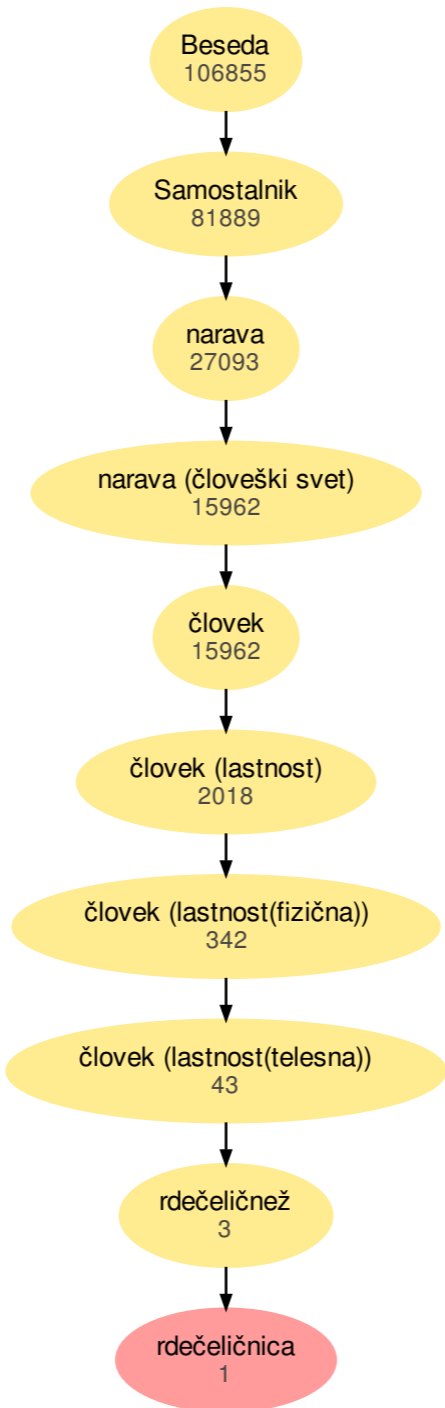 Beseda
106855
Samostalnik
81889
narava
27093
narava (človeški svet)
15962
človek
15962
človek (lastnost)
2018
človek (lastnost(fizična))
342
človek (lastnost(telesna))
43
rdečeličnež
3
rdečeličnica
1